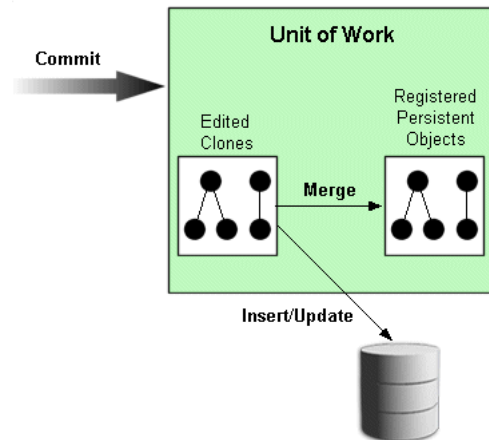 Unit of Work
Commit
Edited
Clones
Registered
Persistent
Objects
Merge
Insert/Update